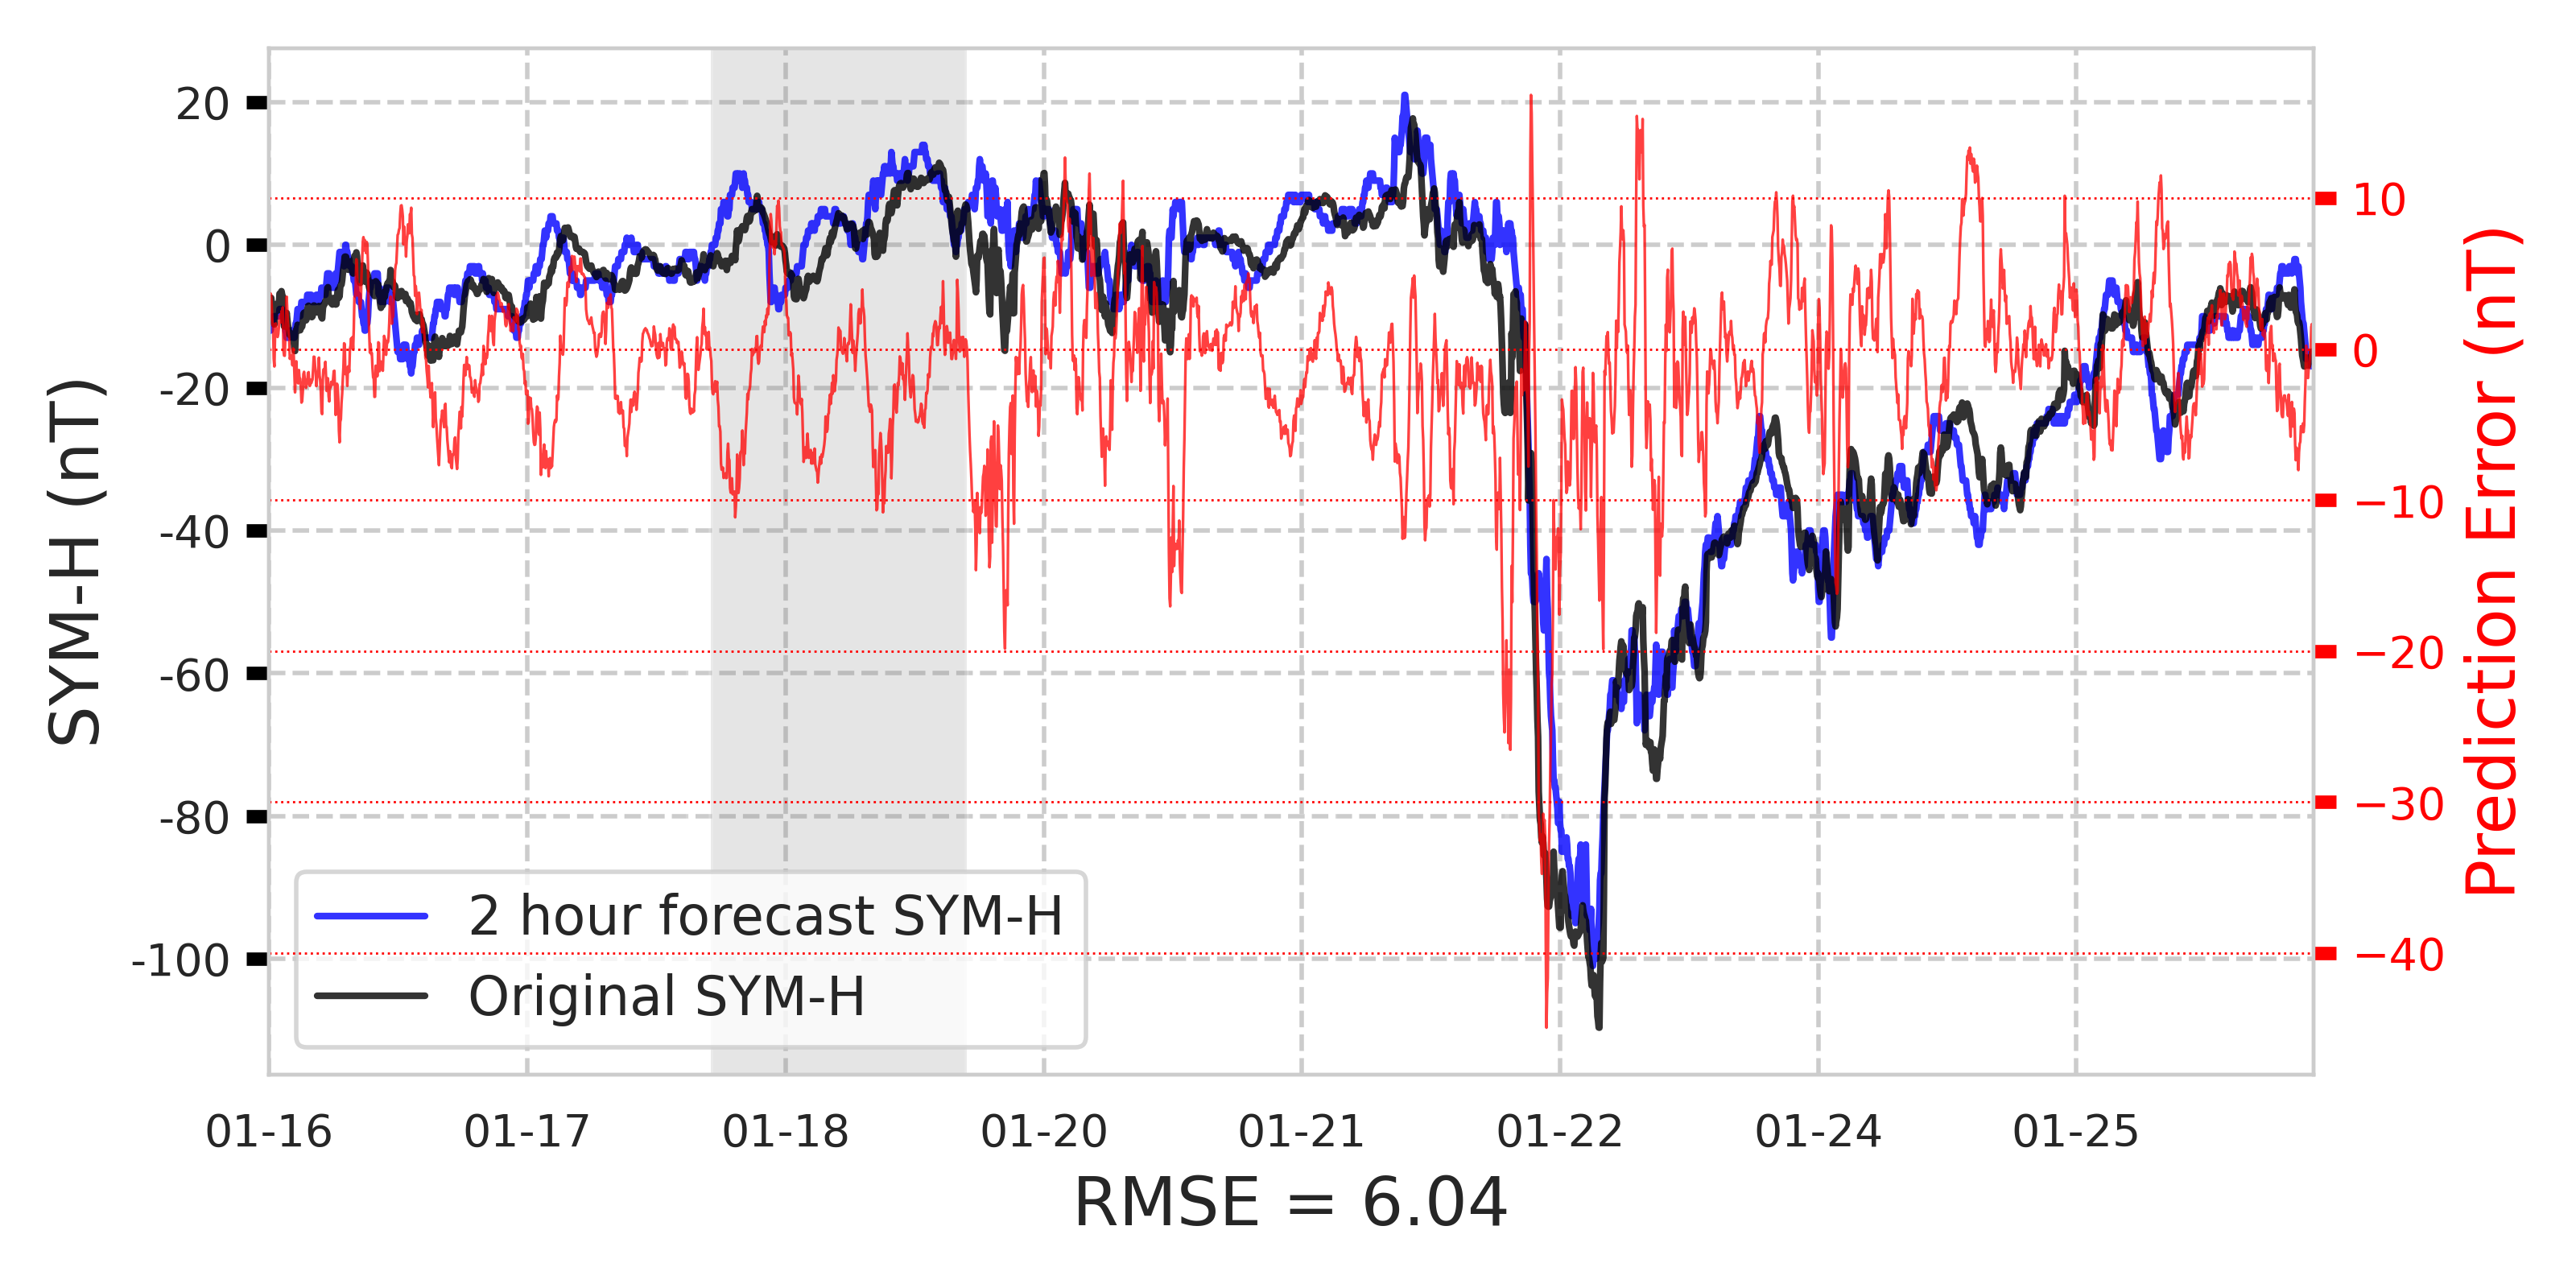 SYM-H (nT)
20
0
-20
-40
-60
-80
-100
10
0
−10
−20
−30
−40
Prediction Error (nT)
2 hour forecast SYM-H
Original SYM-H
01-16 01-17 01-18 01-20 01-21 01-22 01-24 01-25
RMSE = 6.04